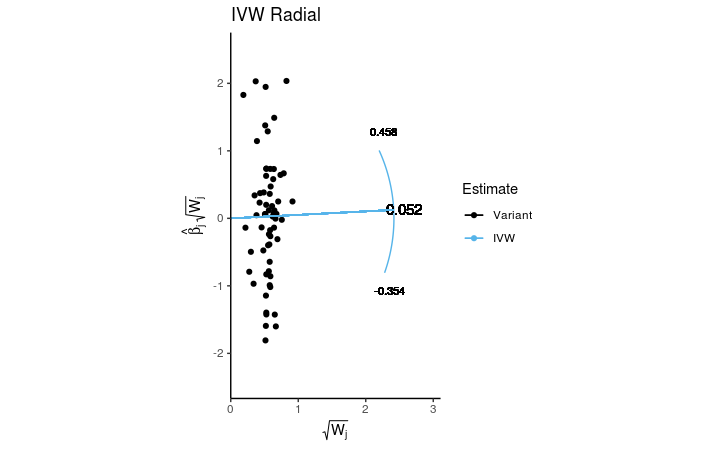 IVW Radial
2
1
0
-1
-2
β̂j√Wj
0.458
0.052
-0.354
0 1 2 3
√Wj
Estimate
Variant
IVW